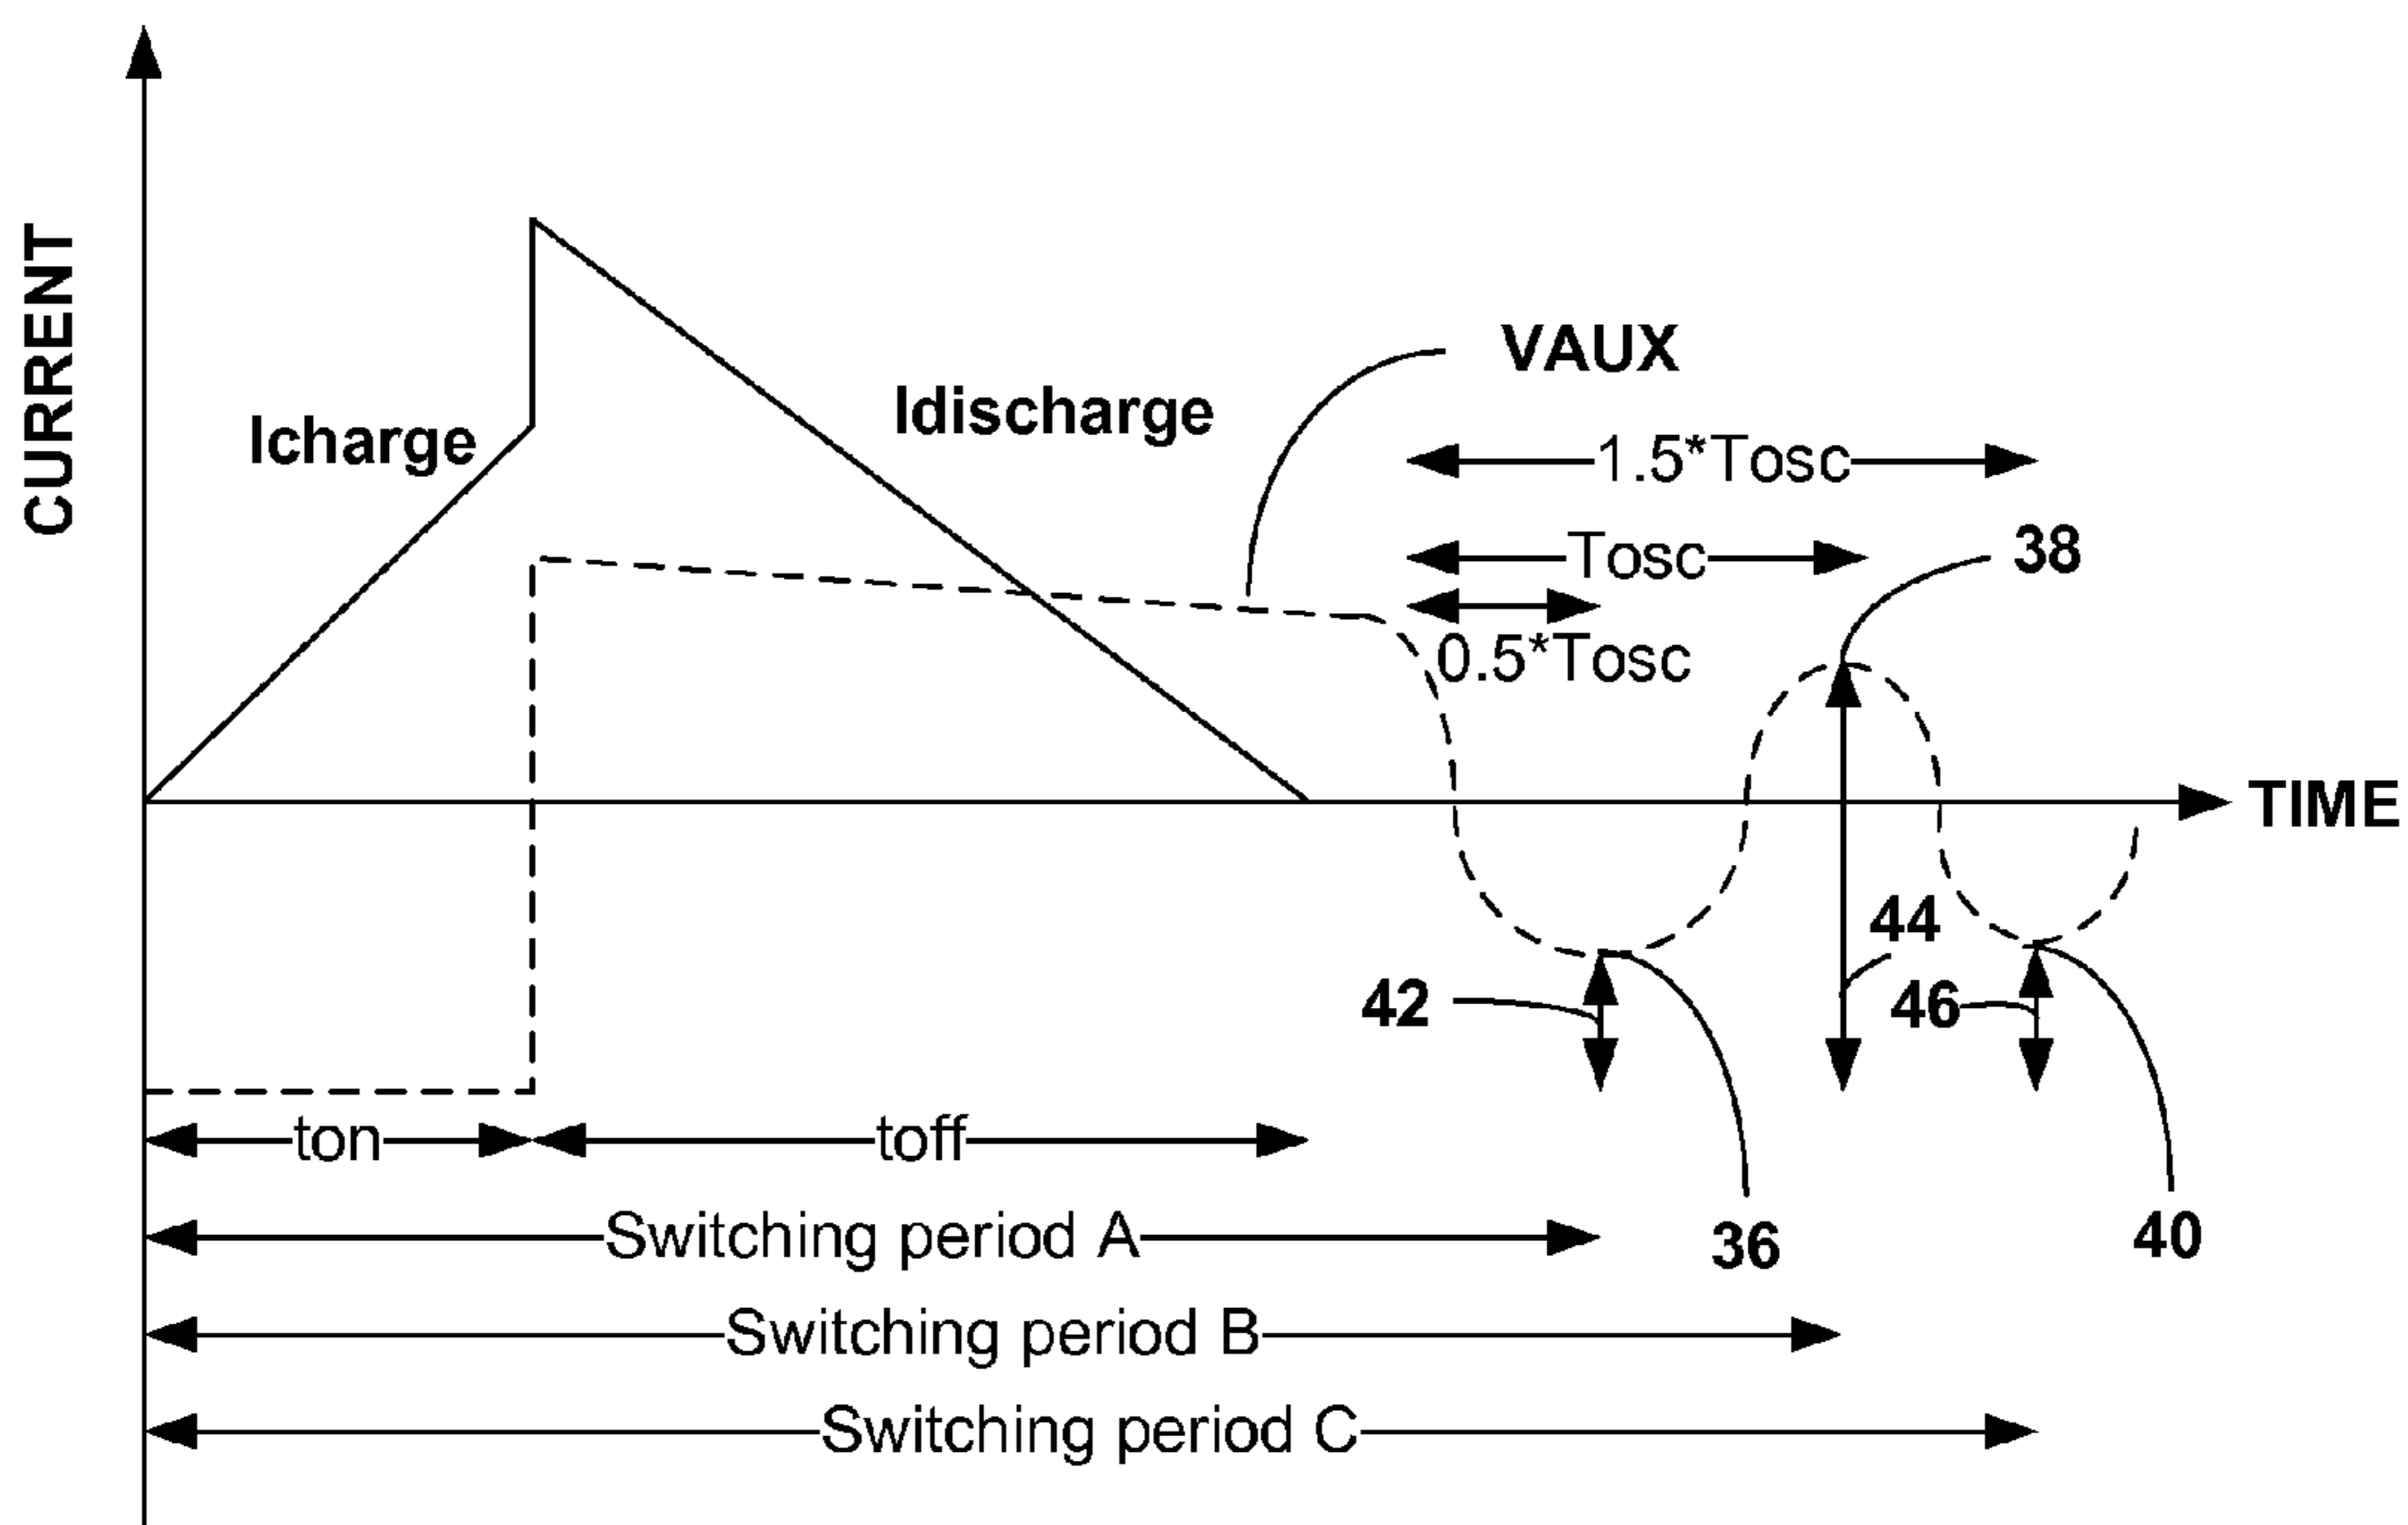 CURRENT
VAUX
Icharge
Idischarge
1.5*Tosc
Tosc
38
0.5*Tosc
TIME
44
42
46
ton
toff
Switching period A
36
40
Switching period B
Switching period C